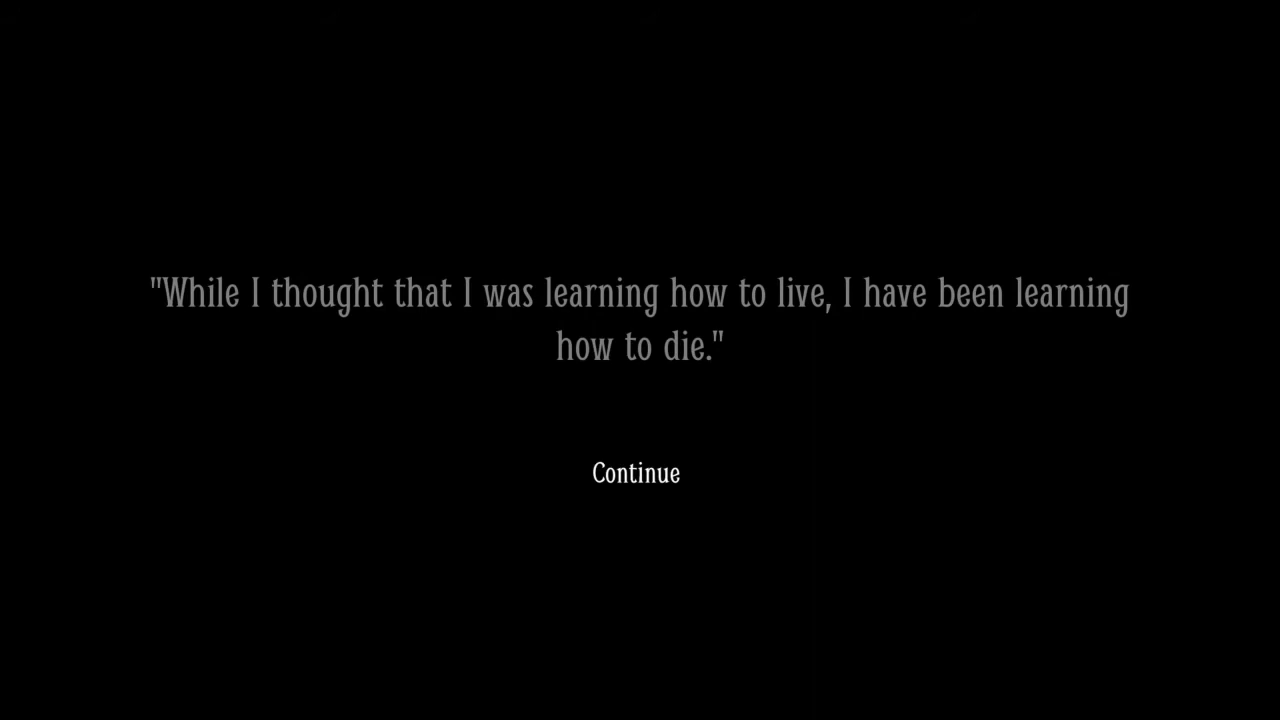 "While I thought that I was learning how to live, I have been learning
how to die."
Continue